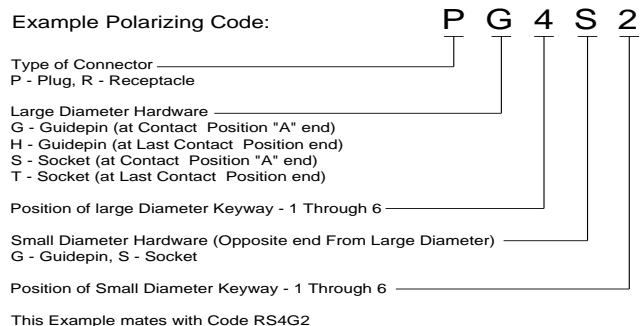 Example Polarizing Code: P G 4 S 2
Type of Connector
P - Plug, R - Receptacle
Large Diameter Hardware
G - Guidepin (at Contact Position "A" end)
H - Guidepin (at Last Contact Position end)
S - Socket (at Contact Position "A" end)
T - Socket (at Last Contact Position end)
Position of large Diameter Keyway - 1 Through 6
Small Diameter Hardware (Opposite end From Large Diameter)
G - Guidepin, S - Socket
Position of Small Diameter Keyway - 1 Through 6
This Example mates with Code RS4G2